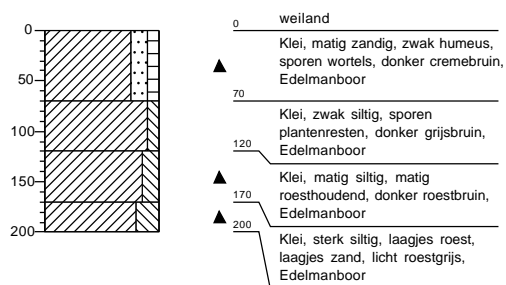 0
50
100
150
200
0
weiland
Klei, matig zandig, zwak humeus,
sporen wortels, donker cremebruin,
Edelmanboor
70
Klei, zwak siltig, sporen
plantenresten, donker grijsbruin,
Edelmanboor
120
Klei, matig siltig, matig
roesthoudend, donker roestbruin,
Edelmanboor
170
Klei, sterk siltig, laagjes roest,
laagjes zand, licht roestgrijs,
Edelmanboor
200